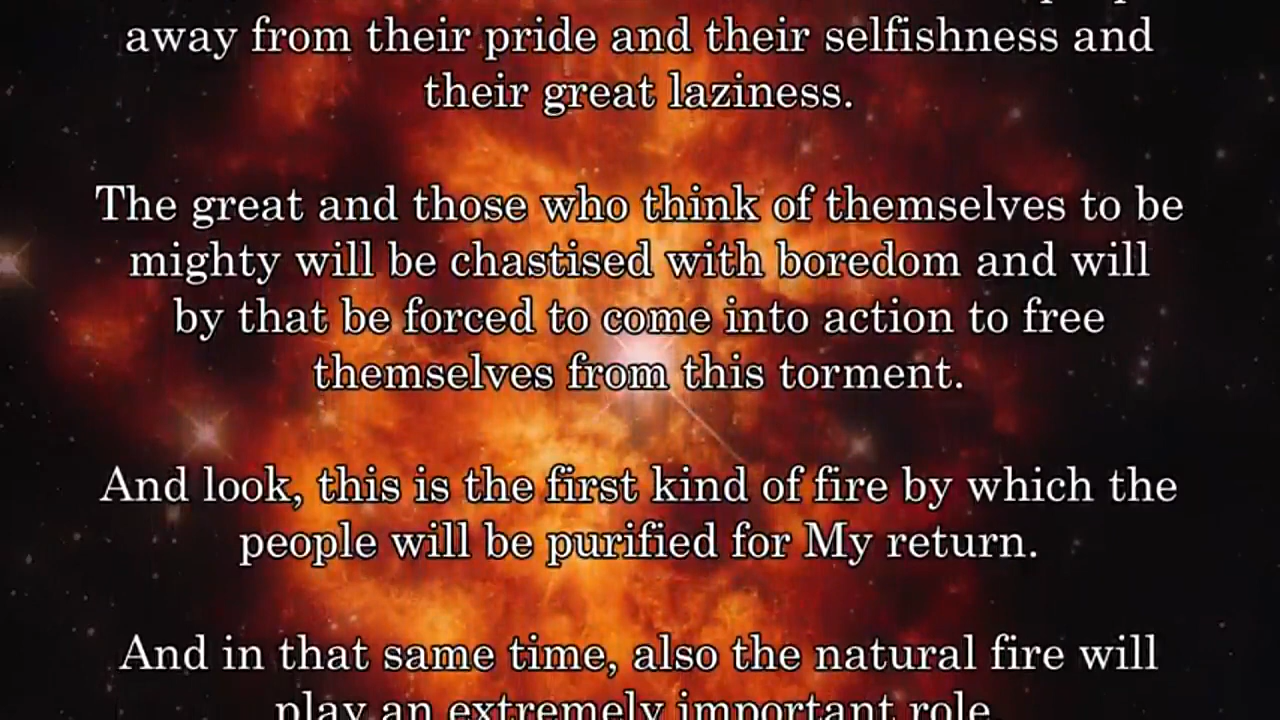 away from their pride and their selfishness and
their great laziness.
The great and those who think of themselves to be
mighty will be chastised with boredom and will
by that be forced to come into action to free
themselves from this torment.
And look, this is the first kind of fire by which the
people will be purified for My return.
And in that same time, also the natural fire will
play an extremely important role.